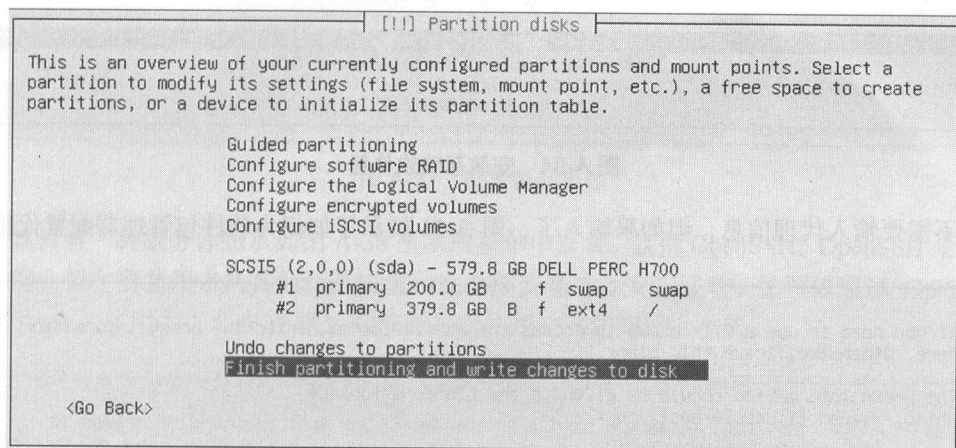 [!!] Partition disks
This is an overview of your currently configured partitions and mount points. Select a
partition to modify its settings (file system, mount point, etc.), a free space to create
partitions, or a device to initialize its partition table.
Guided partitioning
Configure software RAID
Configure the Logical Volume Manager
Configure encrypted volumes
Configure iSCSI volumes
SCSI5 (2,0,0) (sda) - 579.8 GB DELL PERC H700
#1 primary 200.0 GB f swap swap
#2 primary 379.8 GB B f ext4 /
Undo changes to partitions
Finish partitioning and write changes to disk
<Go Back>